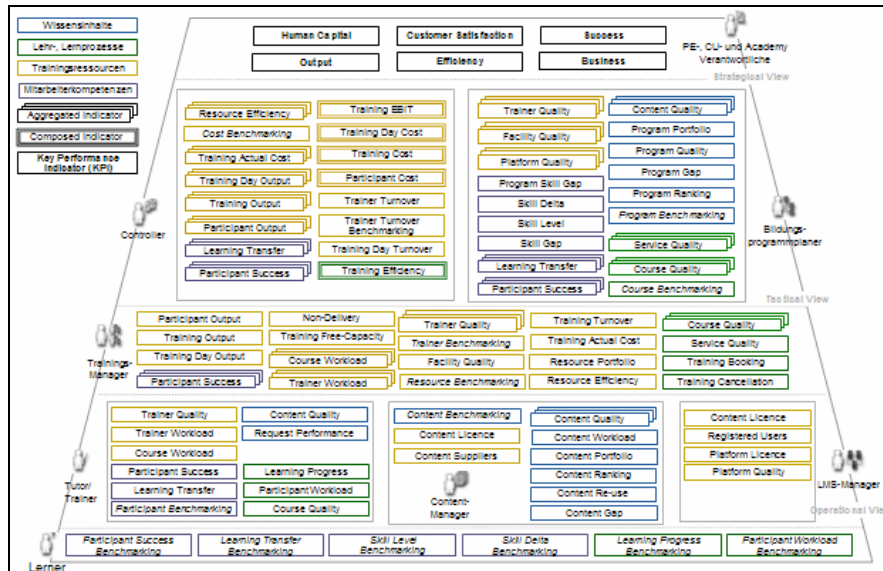 Wissensinhalte
Lehr-, Lernprozesse
Trainingsressourcen
Mitarbeiterkompetenzen
Aggregated Indicator
Composed Indicator
Key Performance
Indicator (KPI)
Human Capital
Customer Satisfaction
Success
Output
Efficiency
Business
PE-, CU- und Academy
Verantwortliche
Strategical View
Resource Efficiency
Cost Benchmarking
Training Actual Cost
Training Day Output
Training Output
Participant Output
Learning Transfer
Participant Success
Training EBIT
Training Day Cost
Training Cost
Participant Cost
Trainer Turnover
Trainer Turnover
Benchmarking
Training Day Turnover
Training Efficiency
Trainer Quality
Facility Quality
Platform Quality
Program Skill Gap
Skill Delta
Skill Level
Skill Gap
Learning Transfer
Participant Success
Content Quality
Program Portfolio
Program Quality
Program Gap
Program Ranking
Program Benchmarking
Service Quality
Course Quality
Course Benchmarking
Controller
Bildungs-
programmplaner
Tactical View
Participant Output
Training Output
Training Day Output
Participant Success
Non-Delivery
Training Free-Capacity
Course Workload
Trainer Workload
Trainer Quality
Trainer Benchmarking
Facility Quality
Resource Benchmarking
Training Turnover
Training Actual Cost
Resource Portfolio
Resource Efficiency
Course Quality
Service Quality
Training Booking
Training Cancellation
Trainings-
Manager
Trainer Quality
Trainer Workload
Course Workload
Participant Success
Learning Transfer
Participant Benchmarking
Content Quality
Request Performance
Learning Progress
Participant Workload
Course Quality
Content Benchmarking
Content Licence
Content Suppliers
Content-
Manager
Content Quality
Content Workload
Content Portfolio
Content Ranking
Content Re-use
Content Gap
Content Licence
Registered Users
Platform Licence
Platform Quality
Tutor/
Trainer
LMS-Manager
Operational Vie
Participant Success
Benchmarking
Learning Transfer
Benchmarking
Skill Level
Benchmarking
Skill Delta
Benchmarking
Learning Progress
Benchmarking
Participant Workload
Benchmarking
Lerner